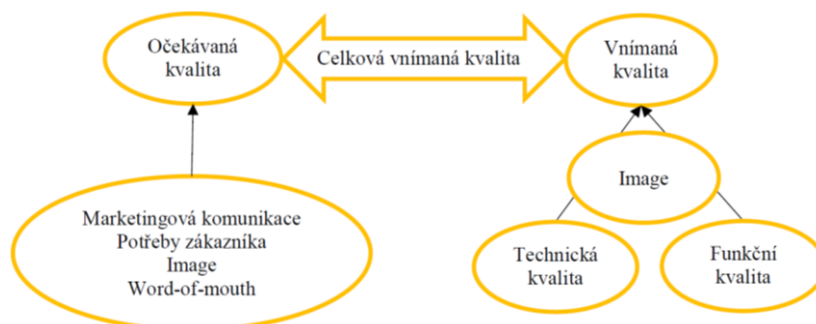 Očekávaná
kvalita
Celková vnímaná kvalita
Vnímaná
kvalita
Marketingová komunikace
Potřeby zákazníka
Image
Word-of-mouth
Image
Technická
kvalita
Funkční
kvalita